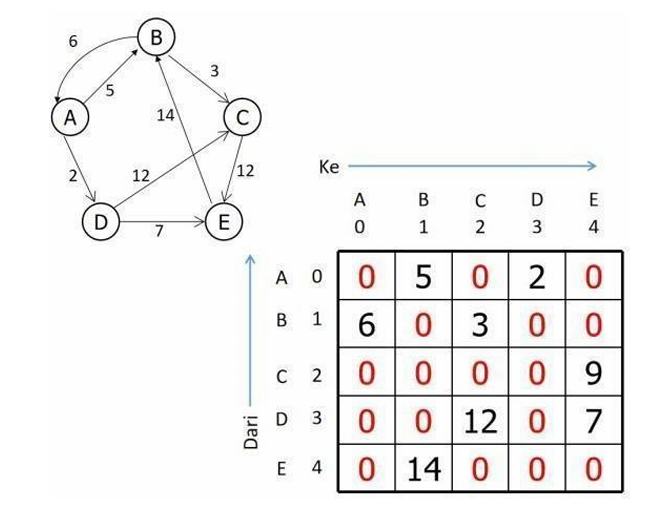 6
B
3
5
A
14
C
2
12
12
D
7
E
Ke
A B C D E
0 1 2 3 4
A 0 0 5 0 2 0
B 1 6 0 3 0 0
C 2 0 0 0 0 9
D 3 0 0 12 0 7
E 4 0 14 0 0 0
Dari